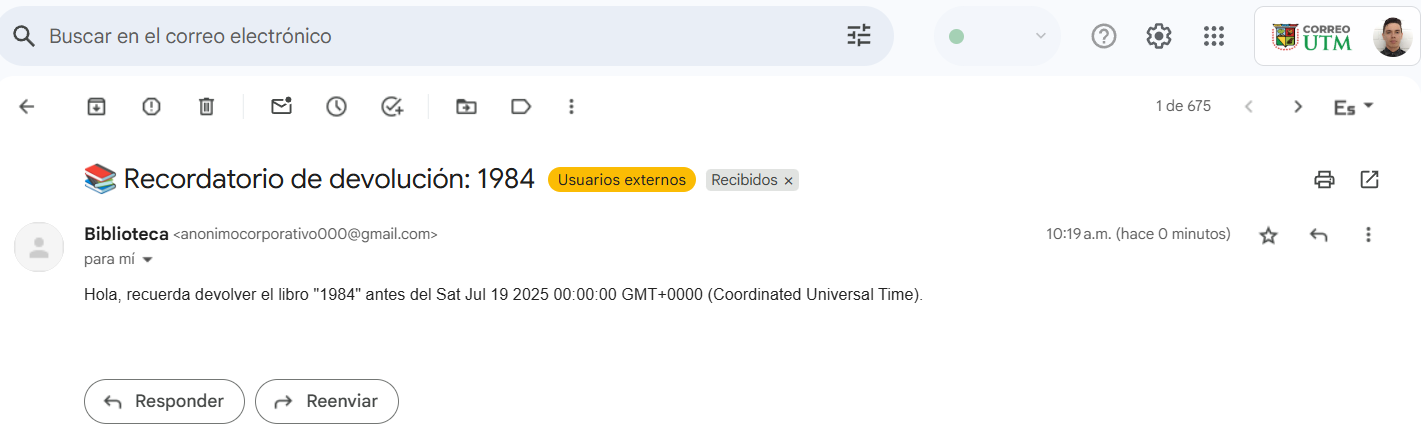 Buscar en el correo electrónico
CORREO
UTM
1 de 675
Es
Recordatorio de devolución: 1984 Usuarios externos Recibidos ×
Biblioteca <anonimocorporativo000@gmail.com> 10:19 a.m. (hace 0 minutos)
para mí
Hola, recuerda devolver el libro "1984" antes del Sat Jul 19 2025 00:00:00 GMT+0000 (Coordinated Universal Time).
Responder Reenviar